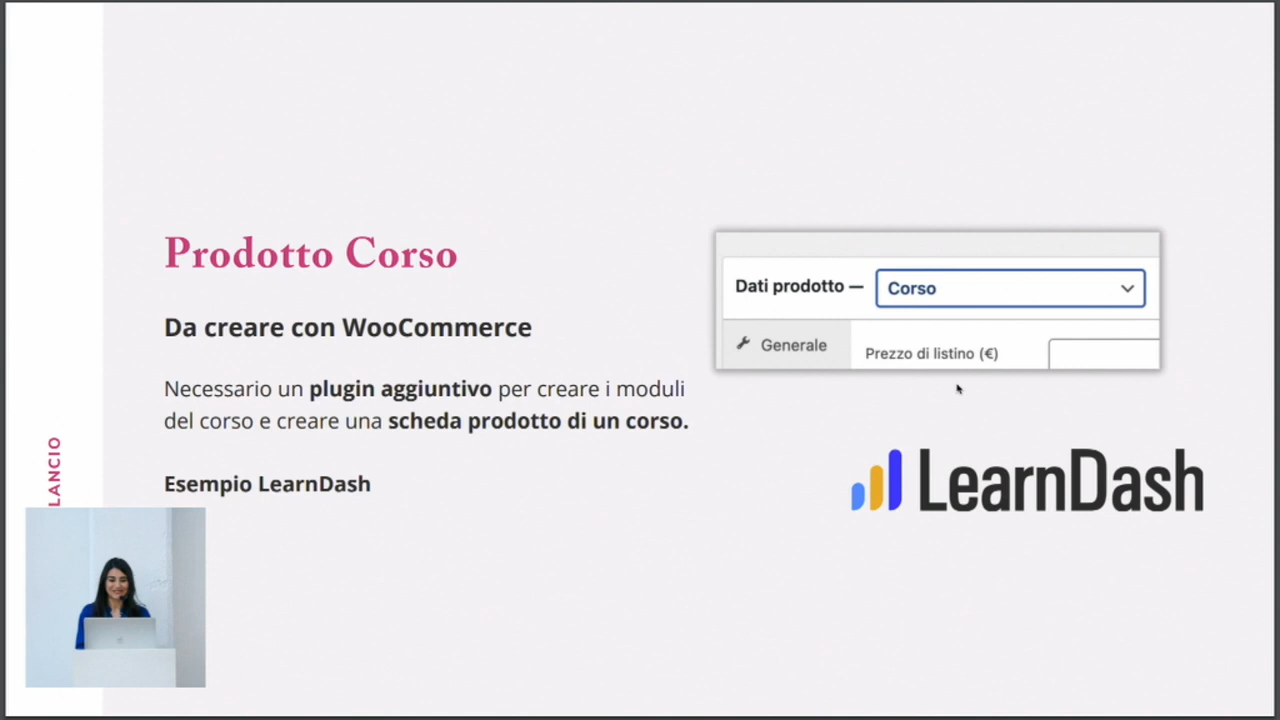 Prodotto Corso
Da creare con WooCommerce
Necessario un plugin aggiuntivo per creare i moduli
del corso e creare una scheda prodotto di un corso.
Esempio LearnDash
Dati prodotto — Corso
Generale
Prezzo di listino (€)
LearnDash
LANCIO